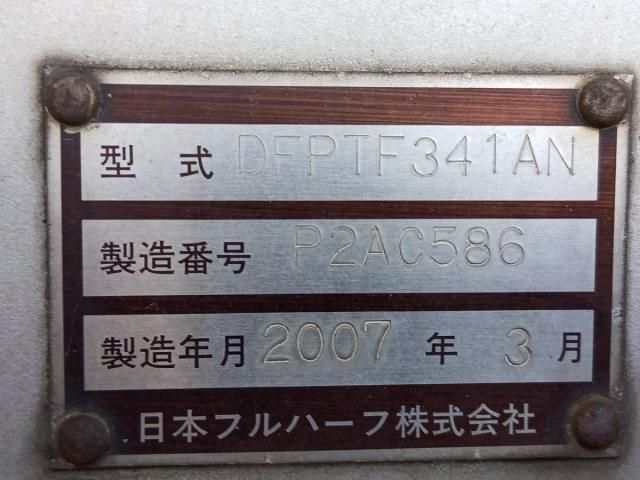 型 式 DFPTF341AN
製造番号 P2AC586
製造年月 2007 年 3 月
日本フルハーフ株式会社